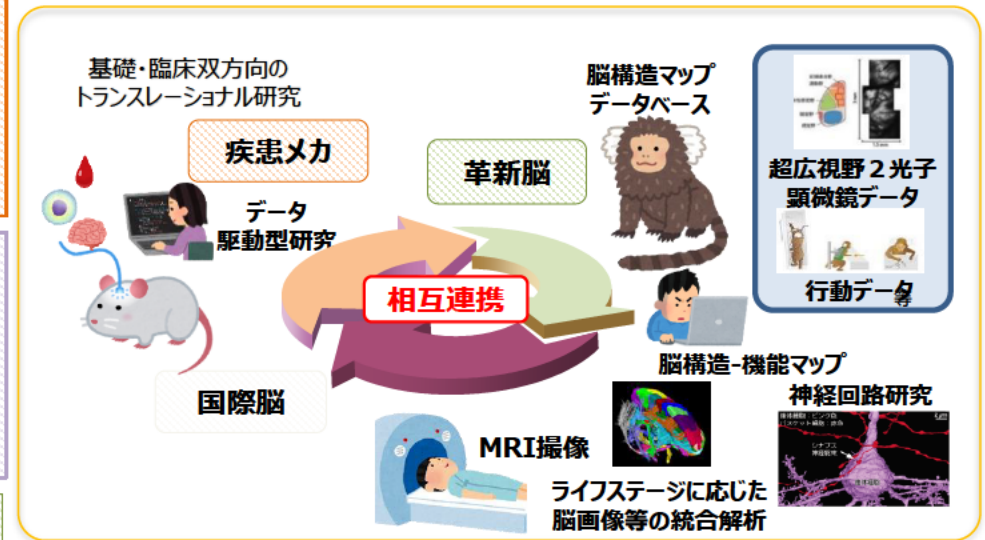 基礎・臨床双方向の
トランスレーショナル研究
疾患メカ
データ
駆動型研究
革新脳
脳構造マップ
データベース
超広視野２光子
顕微鏡データ
行動データ等
相互連携
国際脳
脳構造-機能マップ
神経回路研究
MRI撮像
ライフステージに応じた
脳画像等の統合解析
シナプス